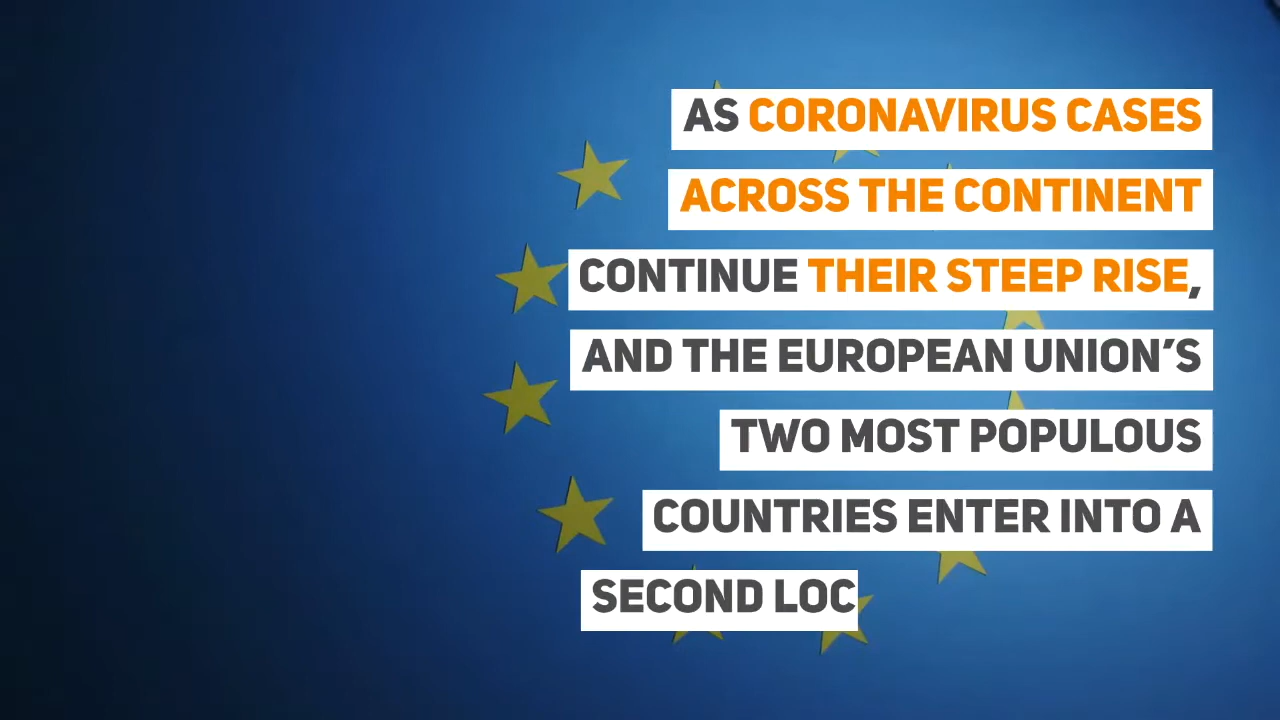 AS CORONAVIRUS CASES
ACROSS THE CONTINENT
CONTINUE THEIR STEEP RISE,
AND THE EUROPEAN UNION’S
TWO MOST POPULOUS
COUNTRIES ENTER INTO A
SECOND LOC